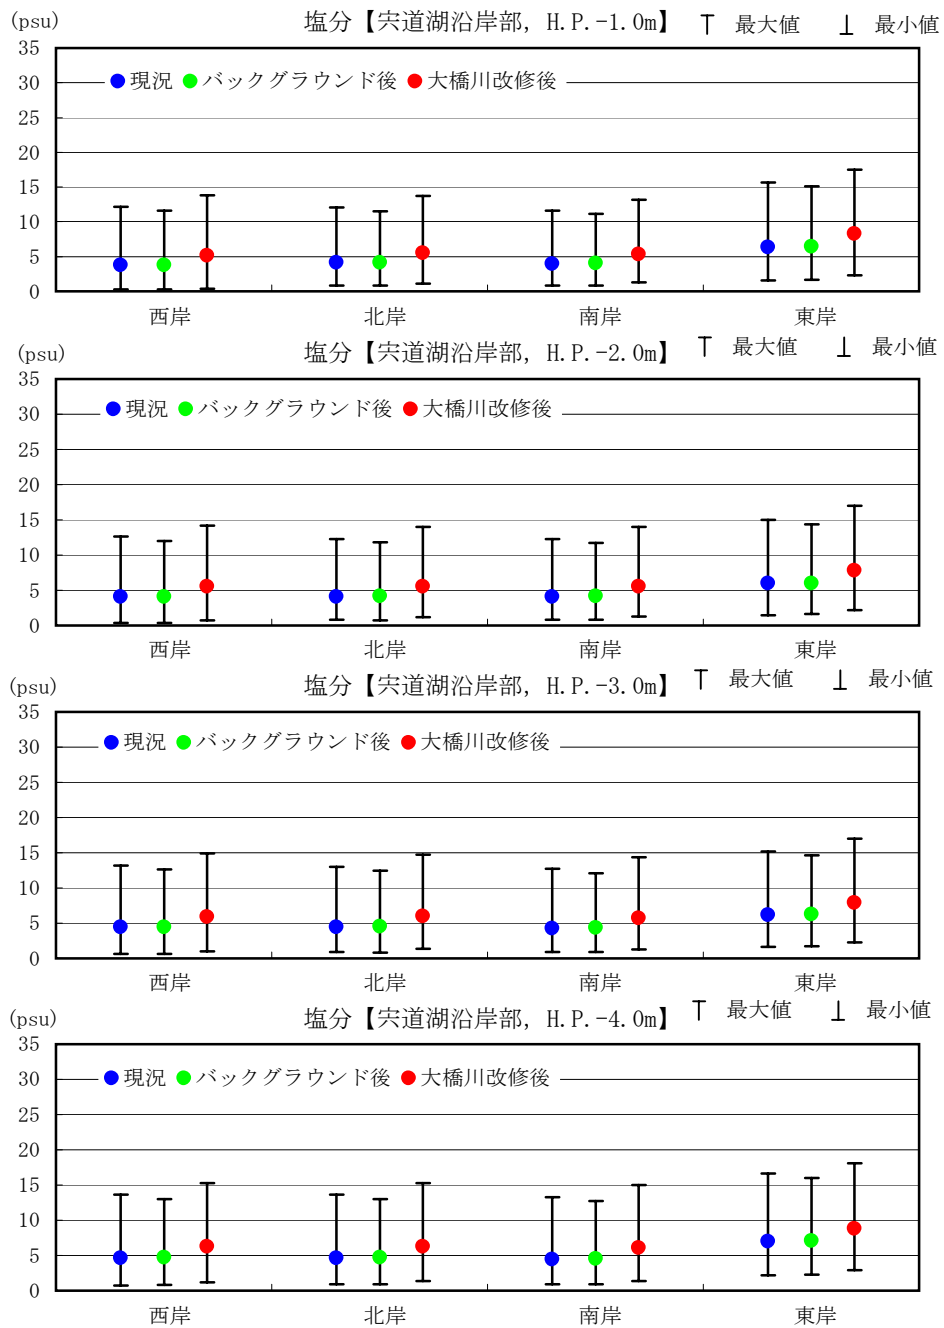 (psu) 塩分【宍道湖沿岸部, H.P.-1.0m】 最大値 最小値
35
30
● 現況 ● バックグラウンド後 ● 大橋川改修後
25
20
15
10
5
0
西岸 北岸 南岸 東岸
(psu) 塩分【宍道湖沿岸部, H.P.-2.0m】 最大値 最小値
35
30
● 現況 ● バックグラウンド後 ● 大橋川改修後
25
20
15
10
5
0
西岸 北岸 南岸 東岸
(psu) 塩分【宍道湖沿岸部, H.P.-3.0m】 最大値 最小値
35
30
● 現況 ● バックグラウンド後 ● 大橋川改修後
25
20
15
10
5
0
西岸 北岸 南岸 東岸
(psu) 塩分【宍道湖沿岸部, H.P.-4.0m】 最大値 最小値
35
30
● 現況 ● バックグラウンド後 ● 大橋川改修後
25
20
15
10
5
0
西岸 北岸 南岸 東岸